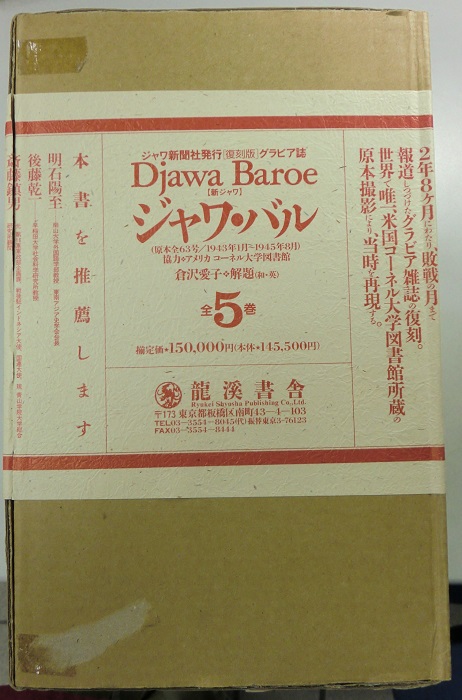 2年8ヶ月にわたり、敗戦の月まで
報道しつづけたグラビア雑誌の復刻。
世界で唯一、米国コーネル大学図書館所蔵の
原本撮影により、当時を再現する。
ジャワ新聞社発行[復刻版]グラビア誌
Djawa Baroe
【新ジャワ】
ジャワ・バル
(原本全63号/1943年1月〜1945年8月)
協力◆アメリカ コーネル大学図書館
倉沢愛子◆解題(和・英)
全5巻
揃定価◆150,000円(本体◆145,500円)
龍溪書舎
Ryukei Shyosha Publishing Co.,Ltd.
〒173 東京都板橋区南町43-4-103
TEL03-3554-8045(代) 振替東京3-76123
FAX03-3554-8444
本書を推薦します
明石陽至
後藤乾一
斎藤鎮男